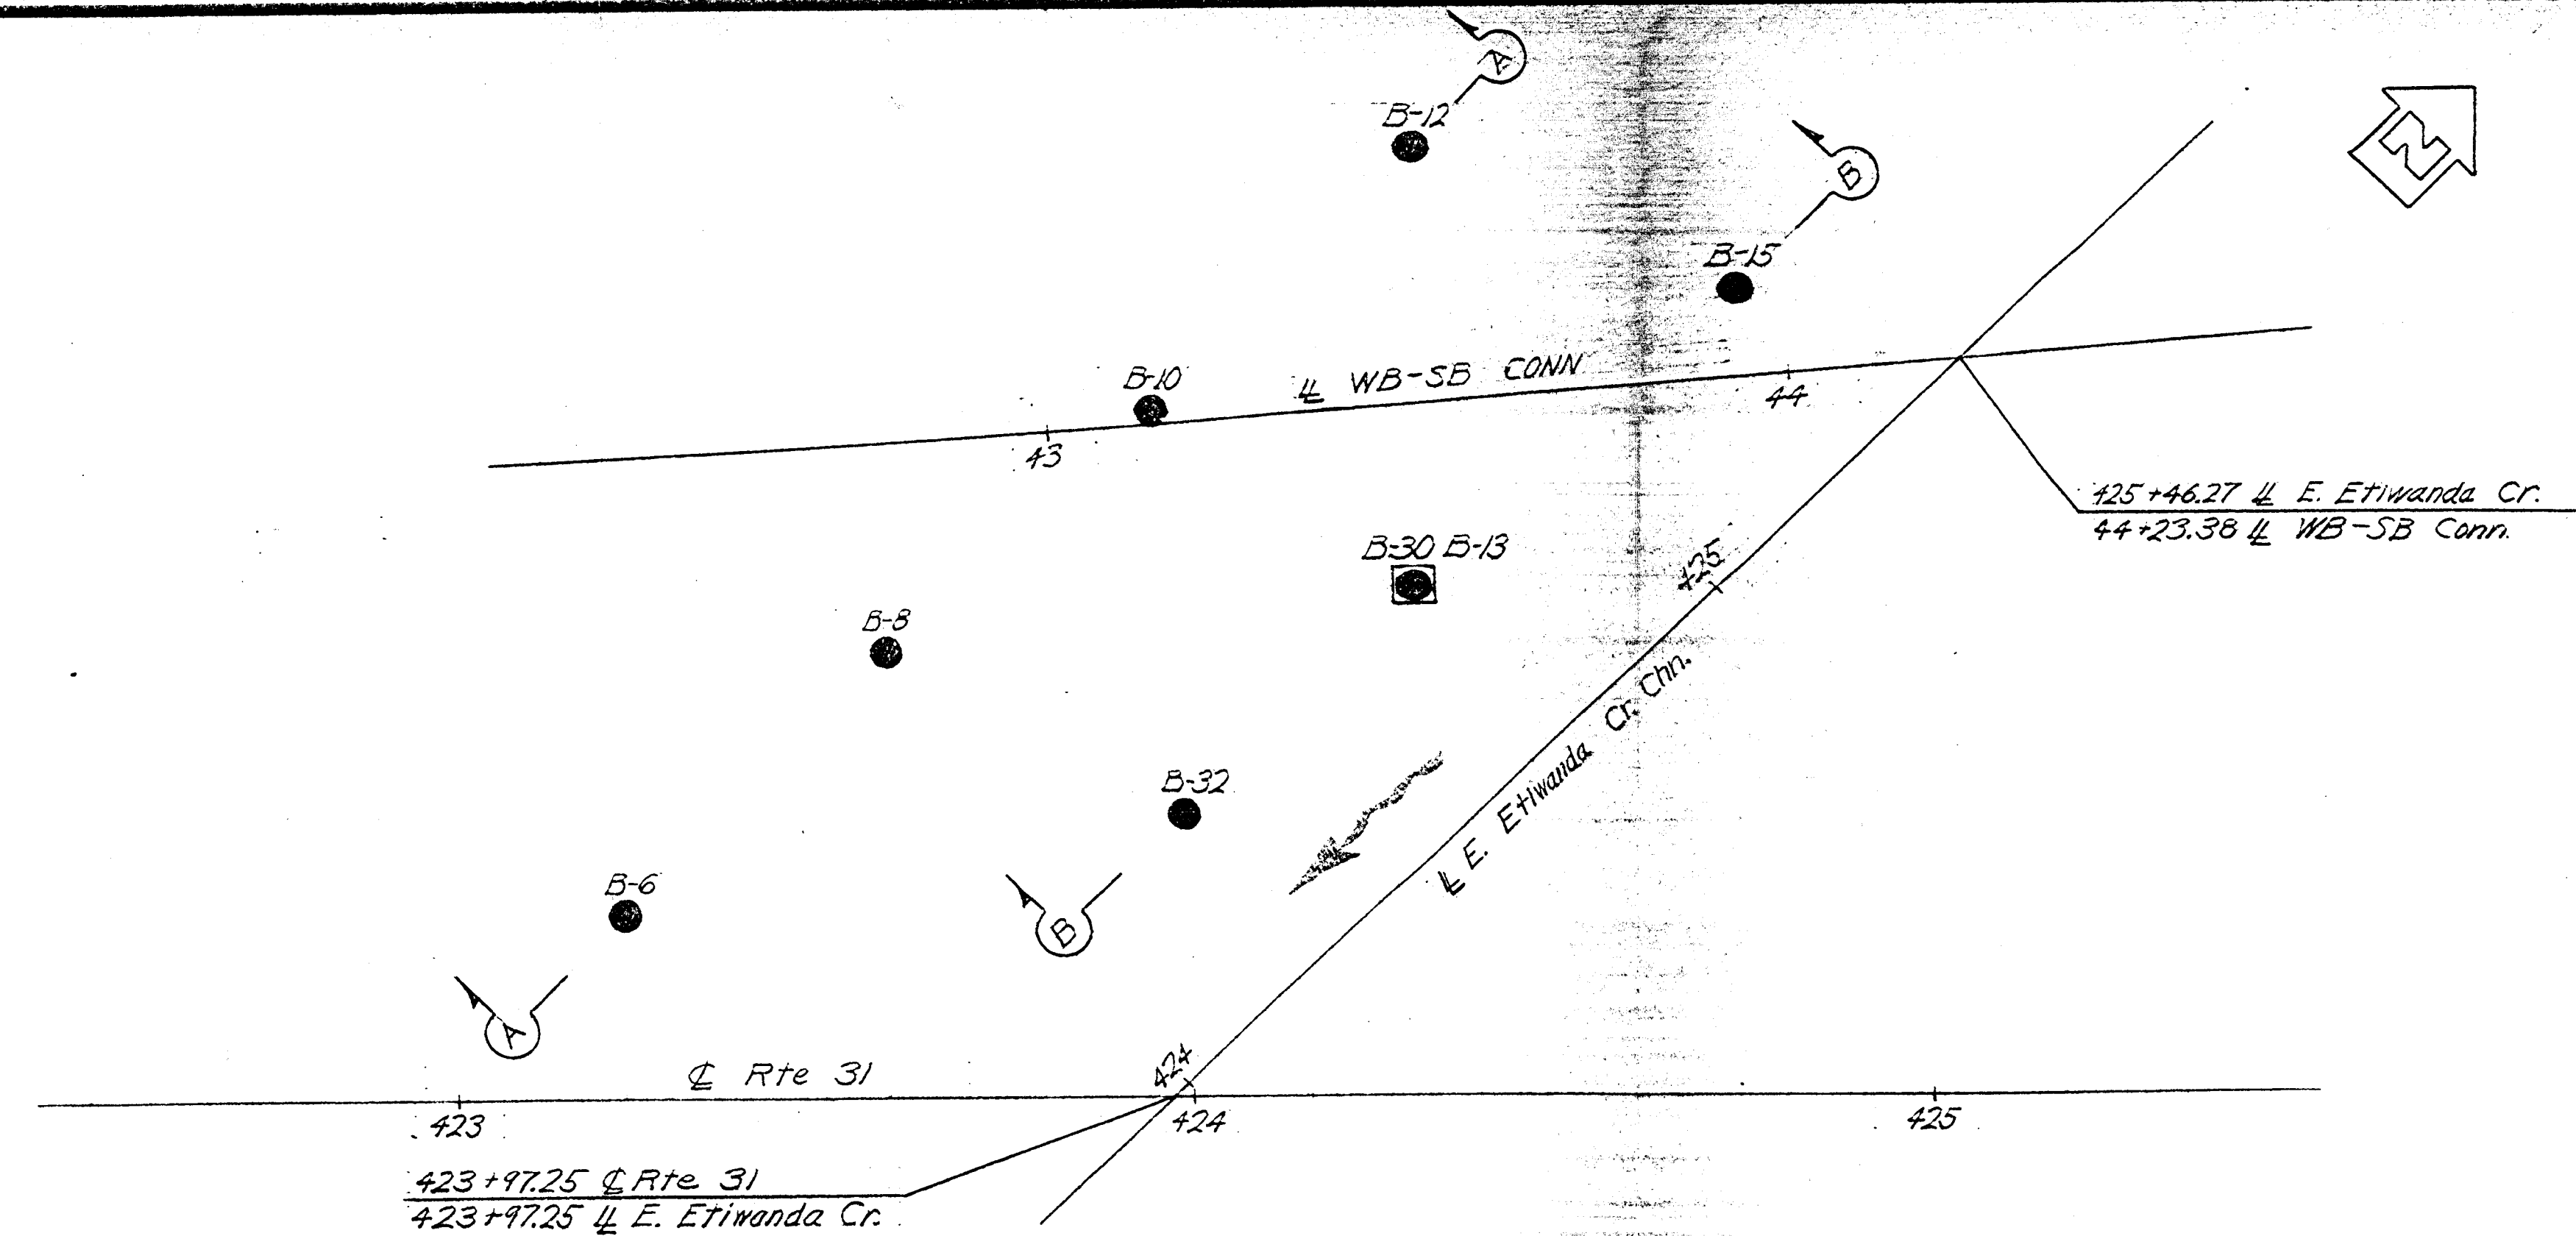 A
B-12
N
B
B-15
B-10
℄ WB-SB CONN
44
43
425+46.27 ℄ E. Etiwanda Cr.
44+23.38 ℄ WB-SB Conn.
B-30 B-13
425
B-8
℄ E. Etiwanda Cr. Chn.
B-32
B-6
B
A
℄ Rte 31
424
423
424
425
423+97.25 ℄ Rte 31
423+97.25 ℄ E. Etiwanda Cr.